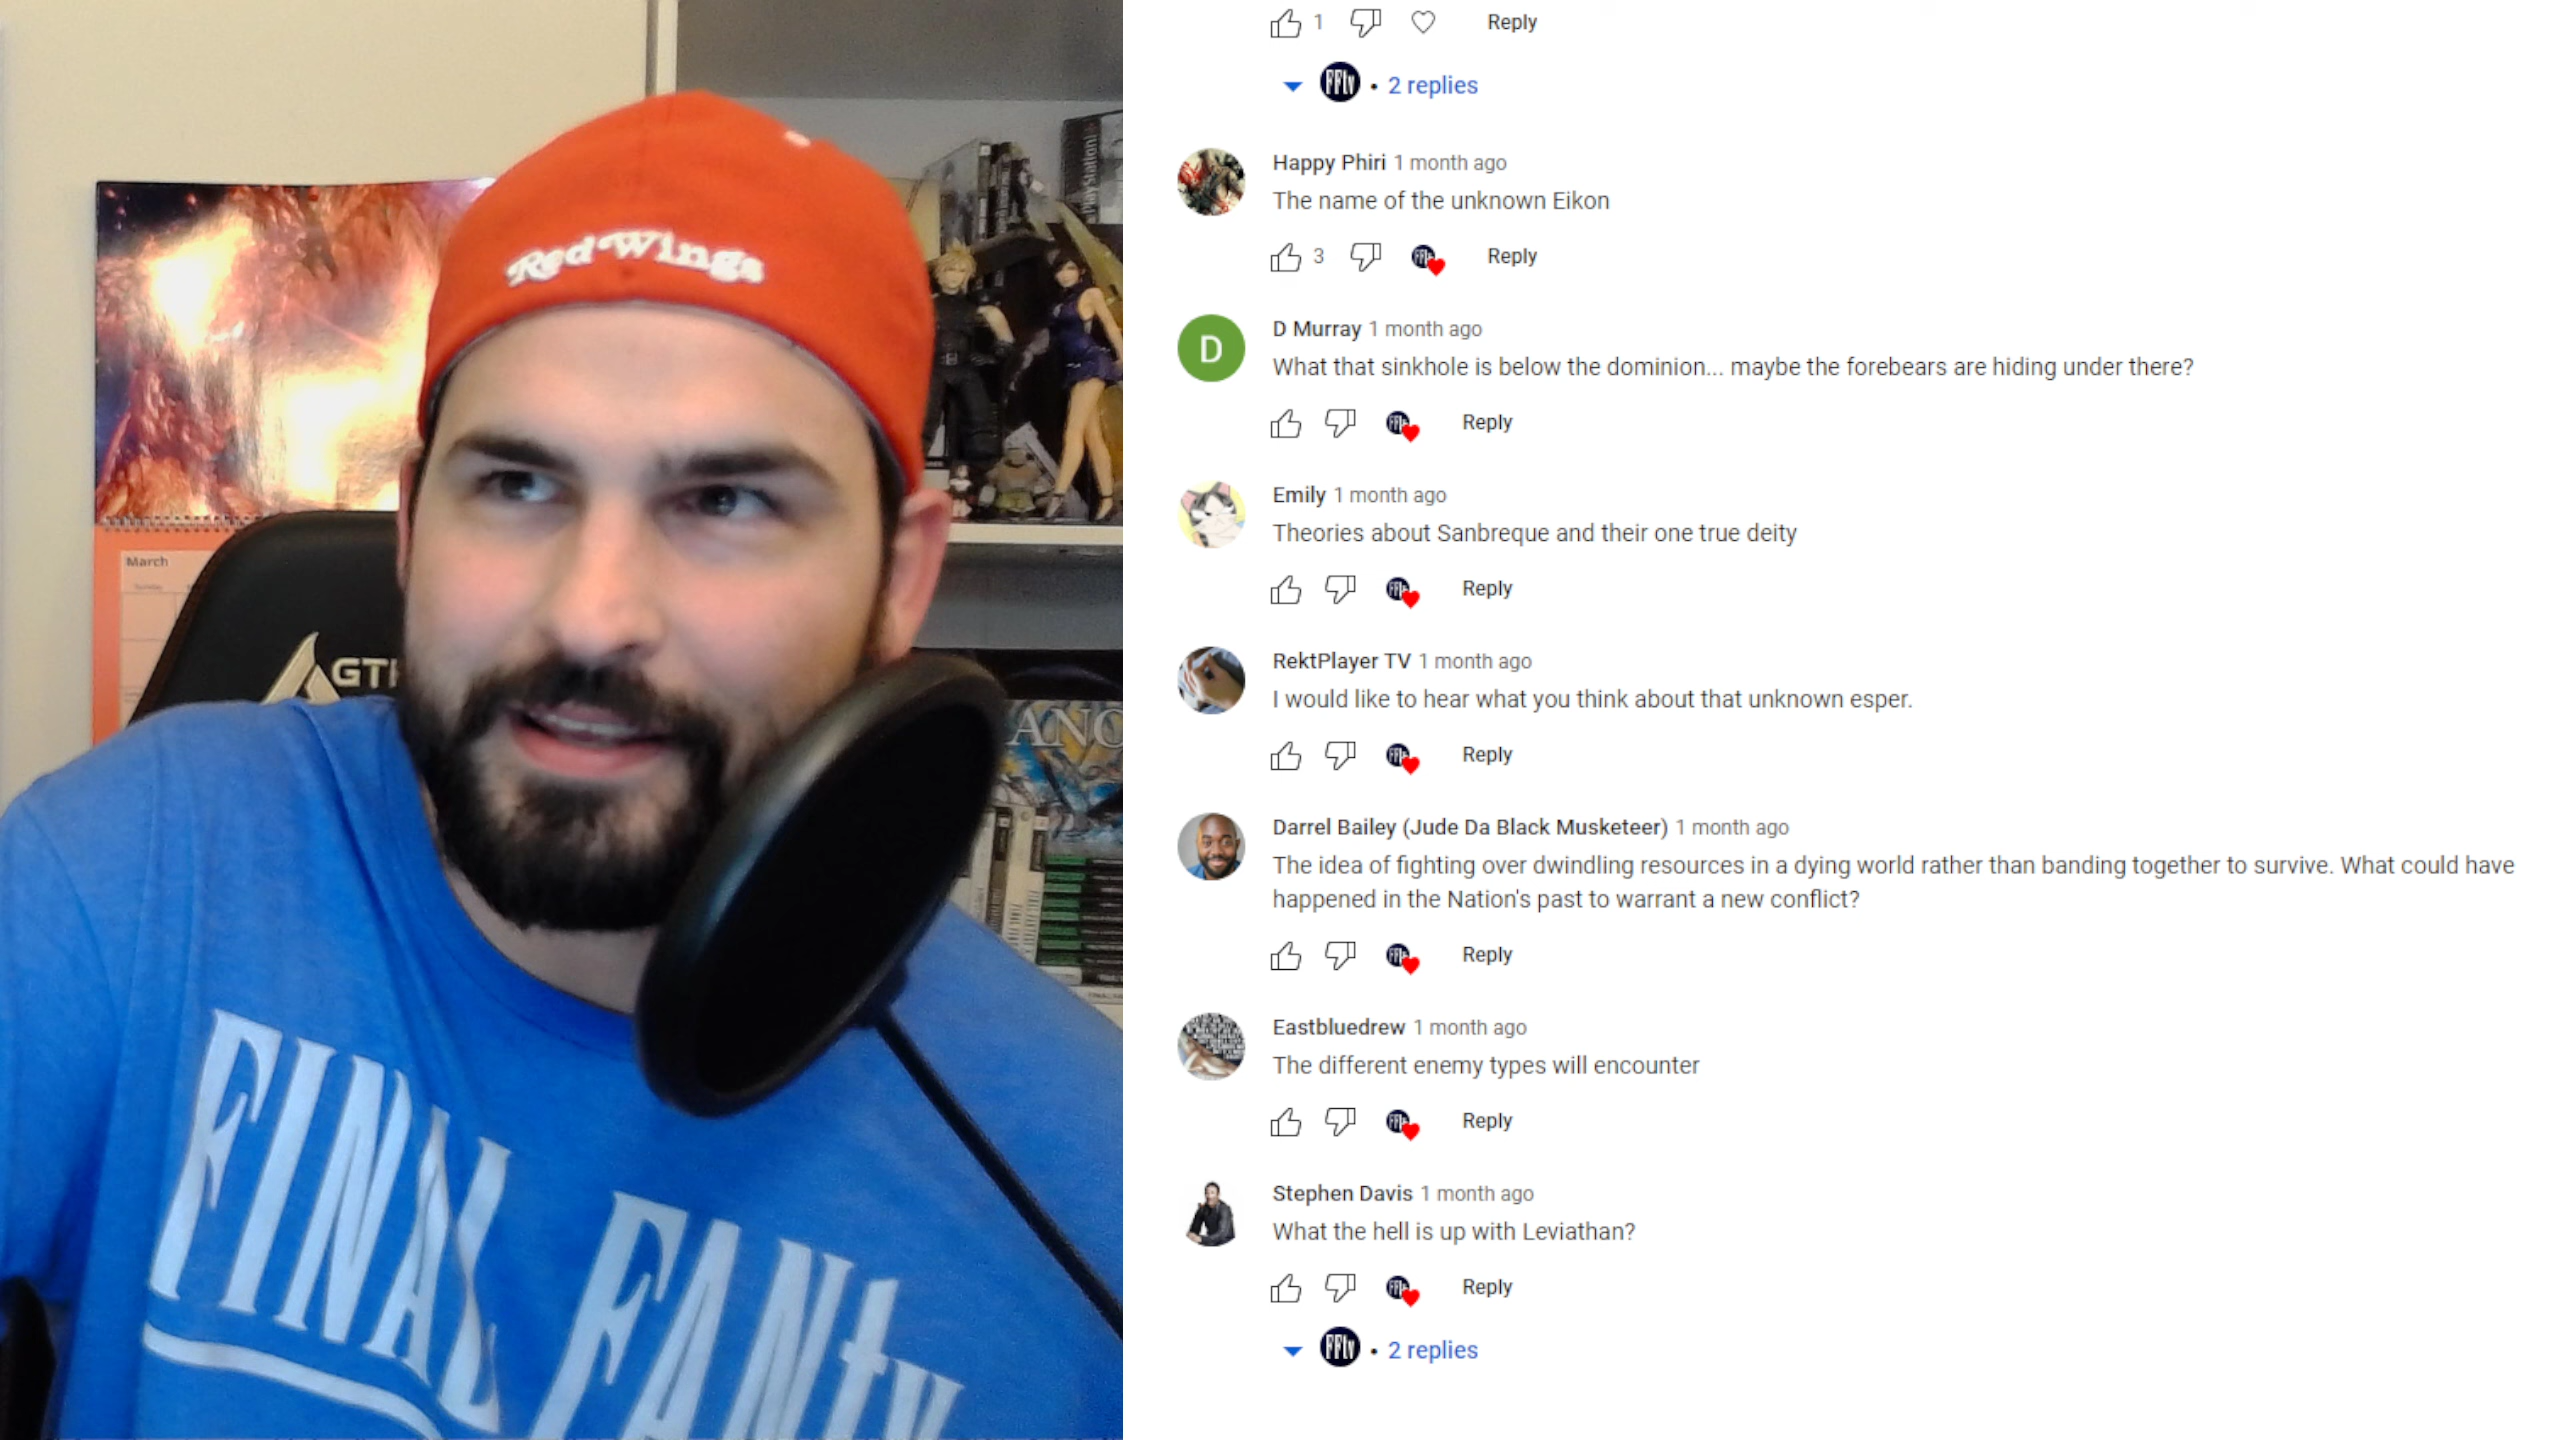 Red Wings
PlayStation
March
Sunday
GT
ANO
FINAL FANtV
1
Reply
FFtv • 2 replies
Happy Phiri 1 month ago
The name of the unknown Eikon
3
Reply
D
D Murray 1 month ago
What that sinkhole is below the dominion... maybe the forebears are hiding under there?
Reply
Emily 1 month ago
Theories about Sanbreque and their one true deity
Reply
RektPlayer TV 1 month ago
I would like to hear what you think about that unknown esper.
Reply
Darrel Bailey (Jude Da Black Musketeer) 1 month ago
The idea of fighting over dwindling resources in a dying world rather than banding together to survive. What could have
happened in the Nation's past to warrant a new conflict?
Reply
Eastbluedrew 1 month ago
The different enemy types will encounter
Reply
Stephen Davis 1 month ago
What the hell is up with Leviathan?
Reply
FFtv • 2 replies